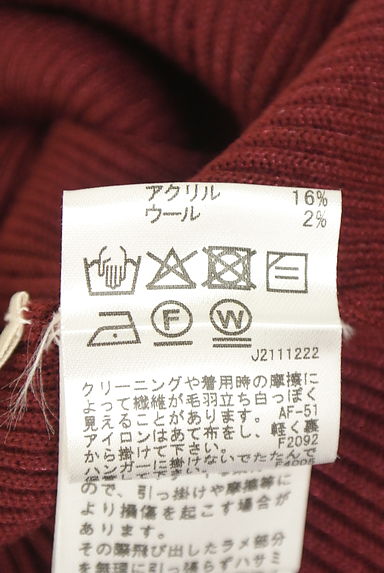 アクリル 16%
ウール 2%
F W
J2111222
クリーニングや着用時の摩擦に
よって繊維が毛羽立ち白っぽく
見えることがあります。 AF-51
アイロンはあて布をし、軽く裏
から掛けて下さい。 F2092
ハンガーに掛けないでたたんで
F4005
ので、引っ掛けや摩擦等に
より損傷を起こす場合が
あります。
その際飛び出したラメ部分
を無理に引っ張らずハサミ